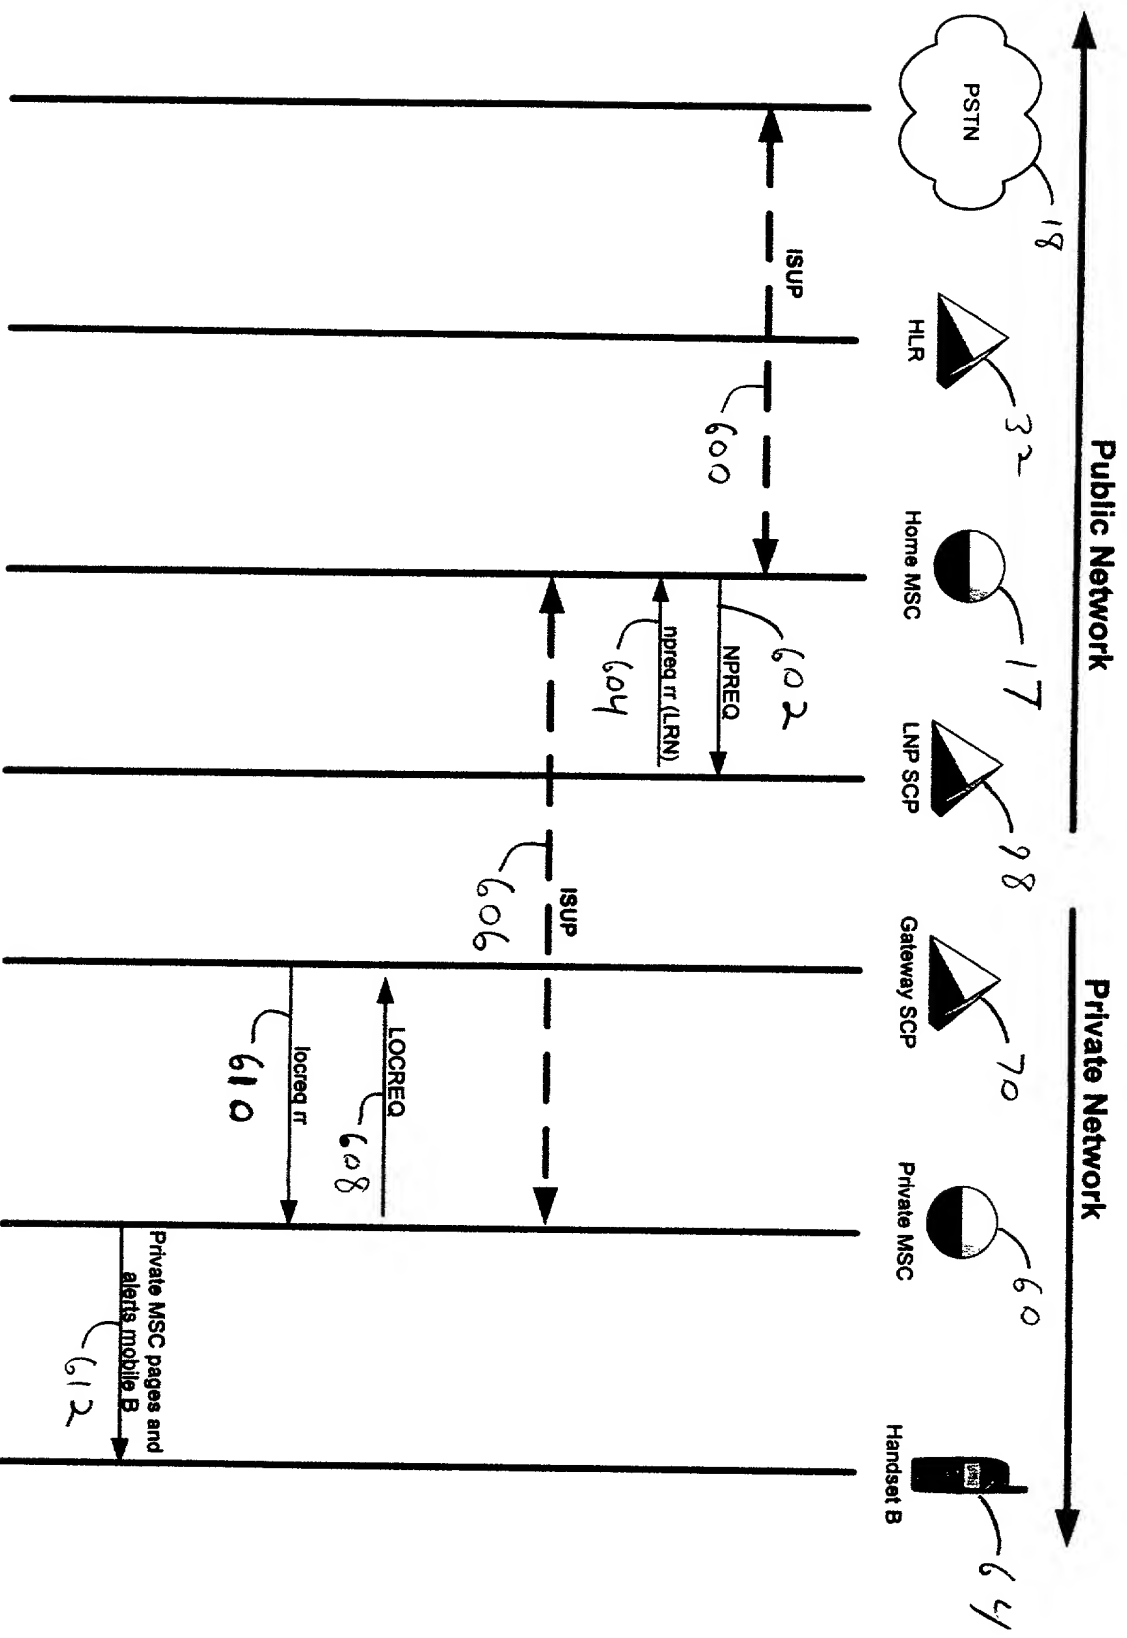 Public Network
Private Network
PSTN
18
HLR
32
Home MSC
17
LNP SCP
98
Gateway SCP
70
Private MSC
60
Handset B
64
ISUP
600
602
NPREQ
npreq rr (LRN)
604
ISUP
606
LOCREQ
608
locreq rr
610
Private MSC pages and
alerts mobile B
612